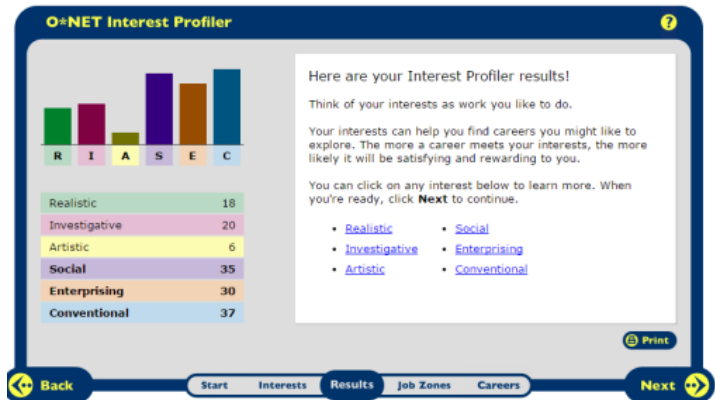 O*NET Interest Profiler
?
R I A S E C
Realistic 18
Investigative 20
Artistic 6
Social 35
Enterprising 30
Conventional 37
Here are your Interest Profiler results!
Think of your interests as work you like to do.
Your interests can help you find careers you might like to
explore. The more a career meets your interests, the more
likely it will be satisfying and rewarding to you.
You can click on any interest below to learn more. When
you're ready, click Next to continue.
• Realistic • Social
• Investigative • Enterprising
• Artistic • Conventional
Print
Back Start Interests Results Job Zones Careers Next